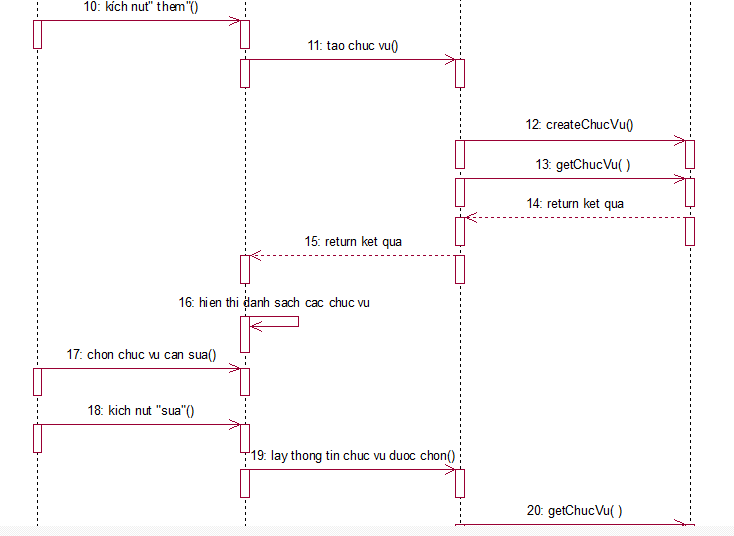 10: kích nut" them"()
11: tao chuc vu()
12: createChucVu()
13: getChucVu( )
14: return ket qua
15: return ket qua
16: hien thi danh sach cac chuc vu
17: chon chuc vu can sua()
18: kich nut "sua"()
19: lay thong tin chuc vu duoc chon()
20: getChucVu( )